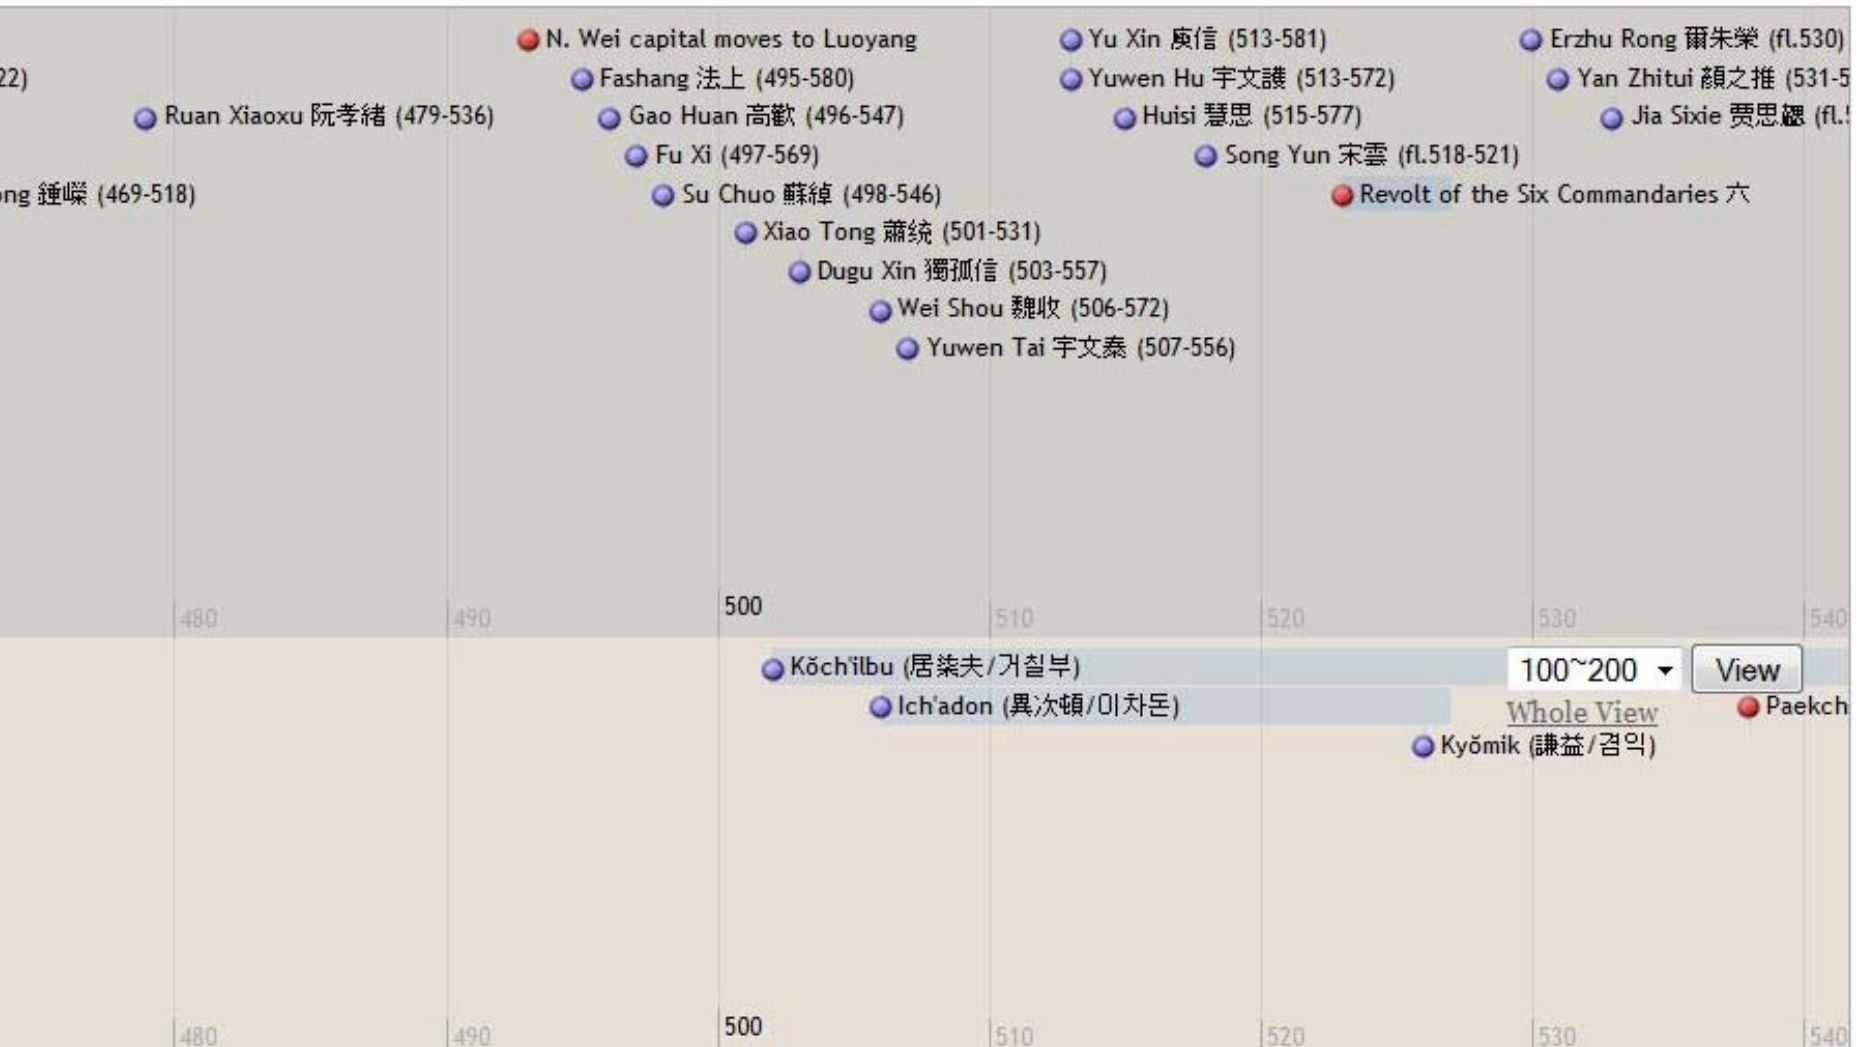 N. Wei capital moves to Luoyang
Yu Xin 庾信 (513-581)
Erzhu Rong 爾朱榮 (fl.530)
22)
Fashang 法上 (495-580)
Yuwen Hu 宇文護 (513-572)
Yan Zhitui 顏之推 (531-5
Ruan Xiaoxu 阮孝緒 (479-536)
Gao Huan 高歡 (496-547)
Huisi 慧思 (515-577)
Jia Sixie 贾思勰 (fl.5
Fu Xi (497-569)
Song Yun 宋雲 (fl.518-521)
ong 鍾嶸 (469-518)
Su Chuo 蘇綽 (498-546)
Revolt of the Six Commandaries 六
Xiao Tong 蕭统 (501-531)
Dugu Xin 獨孤信 (503-557)
Wei Shou 魏收 (506-572)
Yuwen Tai 宇文泰 (507-556)
480 490 500 510 520 530 540
Kŏch'ilbu (居柒夫/거칠부)
100~200 View
Ich'adon (異次頓/이차돈)
Whole View
Paekch
Kyŏmik (謙益/겸익)
480 490 500 510 520 530 540